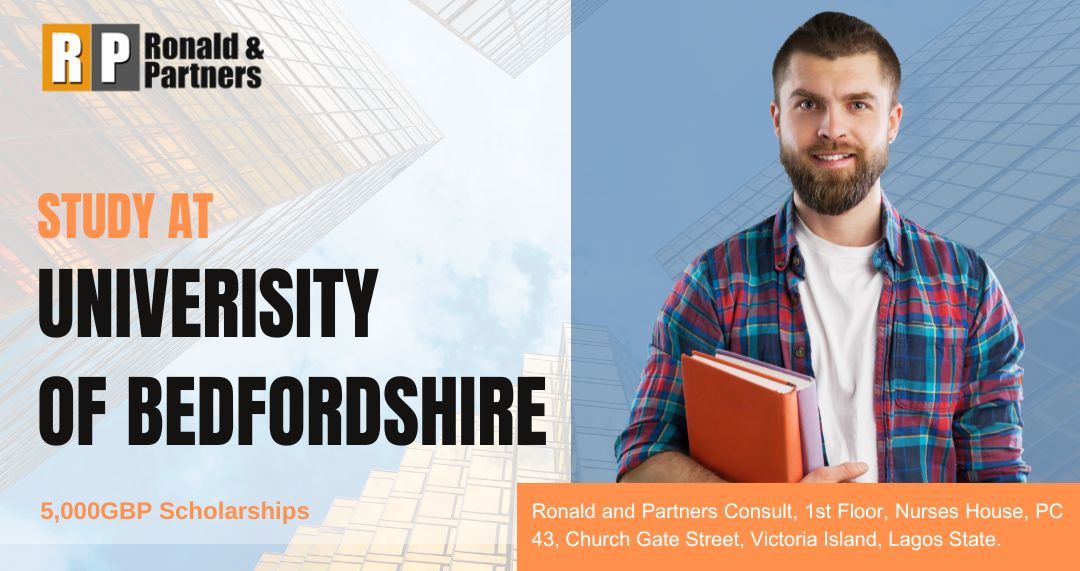 RP Ronald &
Partners
STUDY AT
UNIVERISITY
OF BEDFORDSHIRE
5,000GBP Scholarships
Ronald and Partners Consult, 1st Floor, Nurses House, PC
43, Church Gate Street, Victoria Island, Lagos State.